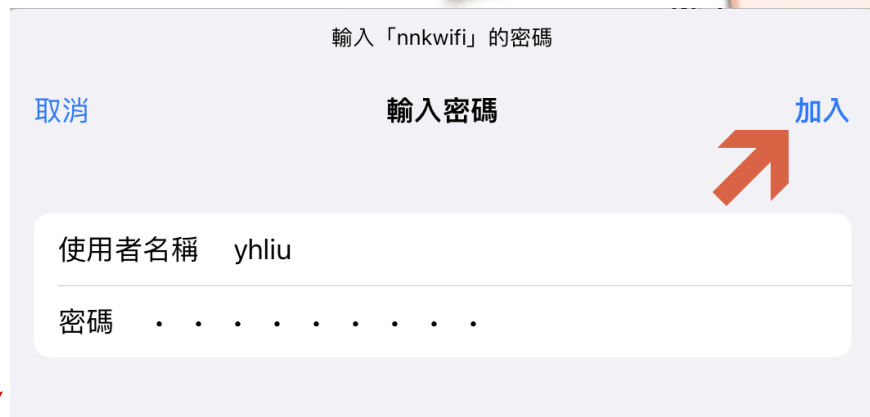 輸入「nnkwifi」的密碼
取消 輸入密碼 加入
使用者名稱 yhliu
密碼 • • • • • • • • •